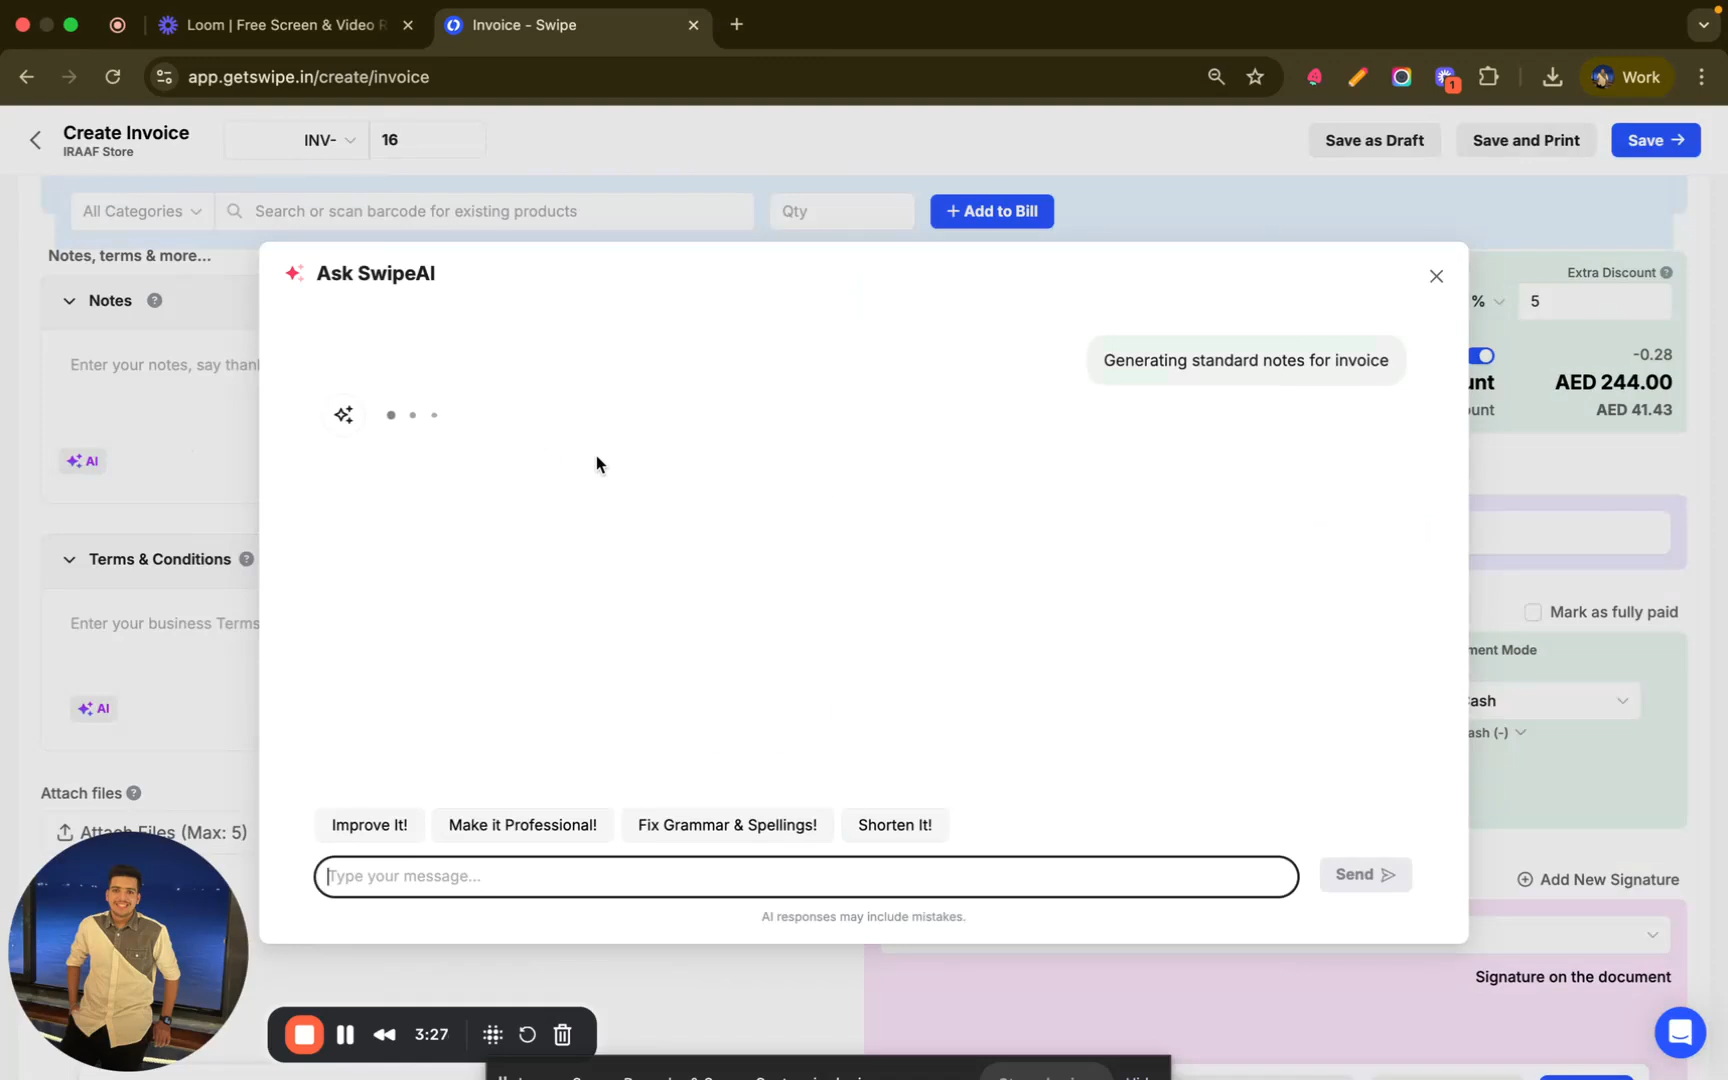 Loom | Free Screen & Video R
Invoice - Swipe
app.getswipe.in/create/invoice
1
Work
Create Invoice
IRAAF Store
INV-
16
Save as Draft
Save and Print
Save
All Categories
Search or scan barcode for existing products
Qty
+ Add to Bill
Notes, terms & more...
Ask SwipeAI
Extra Discount
Notes
%
5
Enter your notes, say thank
Generating standard notes for invoice
-0.28
AED 244.00
AED 41.43
AI
Terms & Conditions
Enter your business Terms
Mark as fully paid
ment Mode
Cash
ash (-)
AI
Attach files
Attach Files (Max: 5)
Improve It!
Make it Professional!
Fix Grammar & Spellings!
Shorten It!
Type your message...
Send
AI responses may include mistakes.
Add New Signature
Signature on the document
3:27